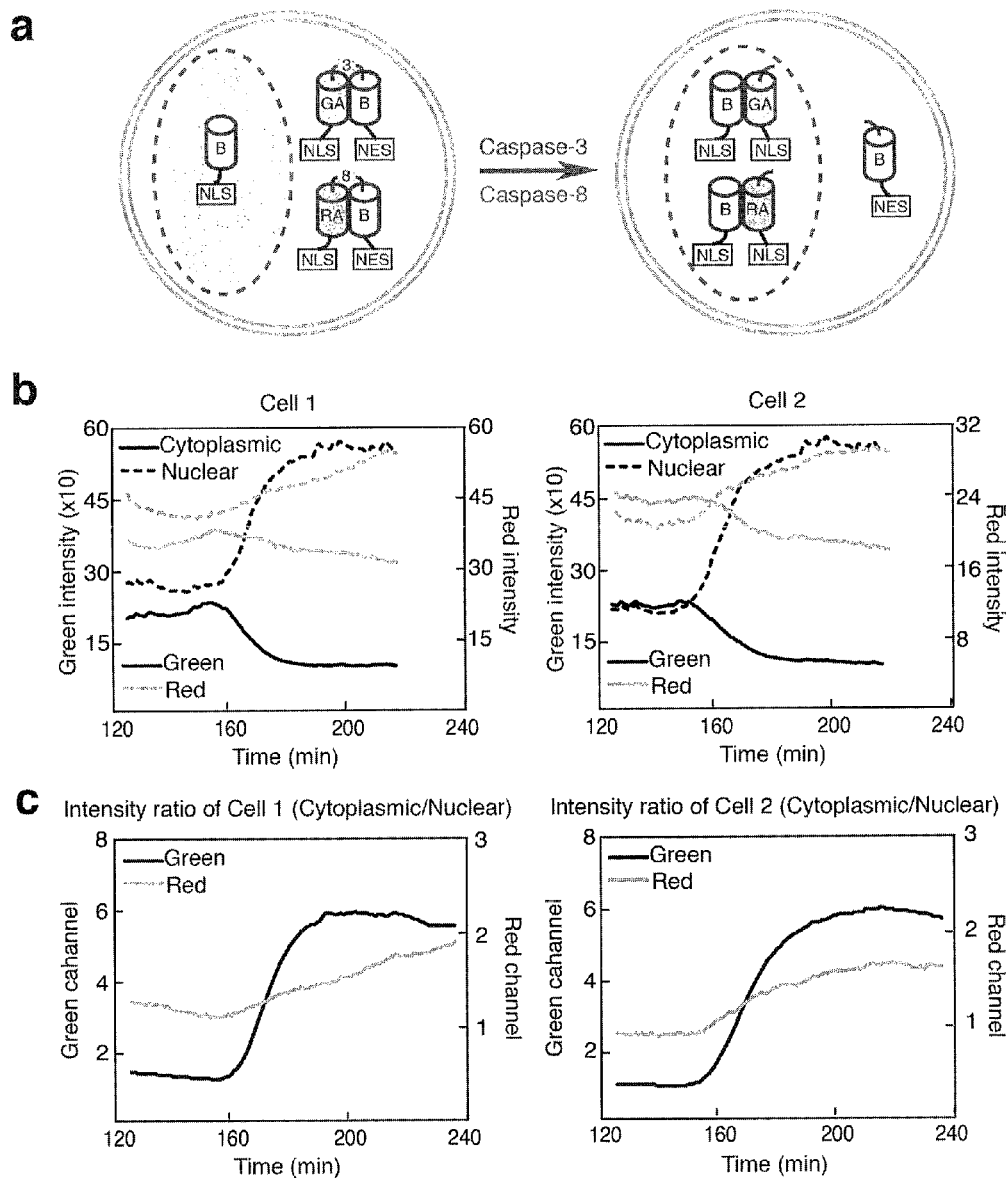 a
3
GA B
NLS NES
8
RA B
NLS NES
B
NLS
Caspase-3
Caspase-8
B GA
NLS NLS
B RA
NLS NLS
B
NES
b
Cell 1
Cytoplasmic
Nuclear
Green
Red
Green intensity (x10)
60
45
30
15
Red intensity
60
45
30
15
120 160 200 240
Time (min)
Cell 2
Cytoplasmic
Nuclear
Green
Red
Green intensity (x10)
60
45
30
15
Red intensity
32
24
16
8
120 160 200 240
Time (min)
c
Intensity ratio of Cell 1 (Cytoplasmic/Nuclear)
Green
Red
Green cahannel
8
6
4
2
Red channel
3
2
1
120 160 200 240
Time (min)
Intensity ratio of Cell 2 (Cytoplasmic/Nuclear)
Green
Red
Green cahannel
8
6
4
2
Red channel
3
2
1
120 160 200 240
Time (min)